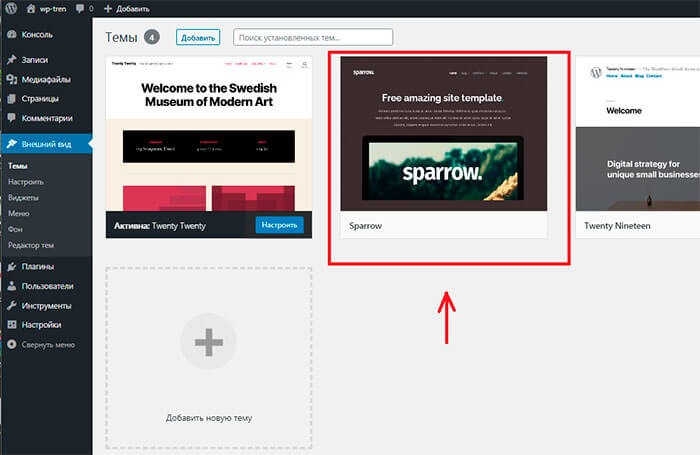 wp-tren
0
Добавить
Консоль
Записи
Медиафайлы
Страницы
Комментарии
Внешний вид
Темы
Настроить
Виджеты
Меню
Фон
Редактор тем
Плагины
Пользователи
Инструменты
Настройки
Свернуть меню
Темы 4
Добавить
Поиск установленных тем...
Twenty Twenty
Welcome to the Swedish
Museum of Modern Art
Активна: Twenty Twenty
Настроить
sparrow.
Free amazing site template
sparrow.
Sparrow
Twenty Nineteen
Home About Blog Contact
Welcome
Digital strategy for
unique small businesses
Twenty Nineteen
Добавить новую тему